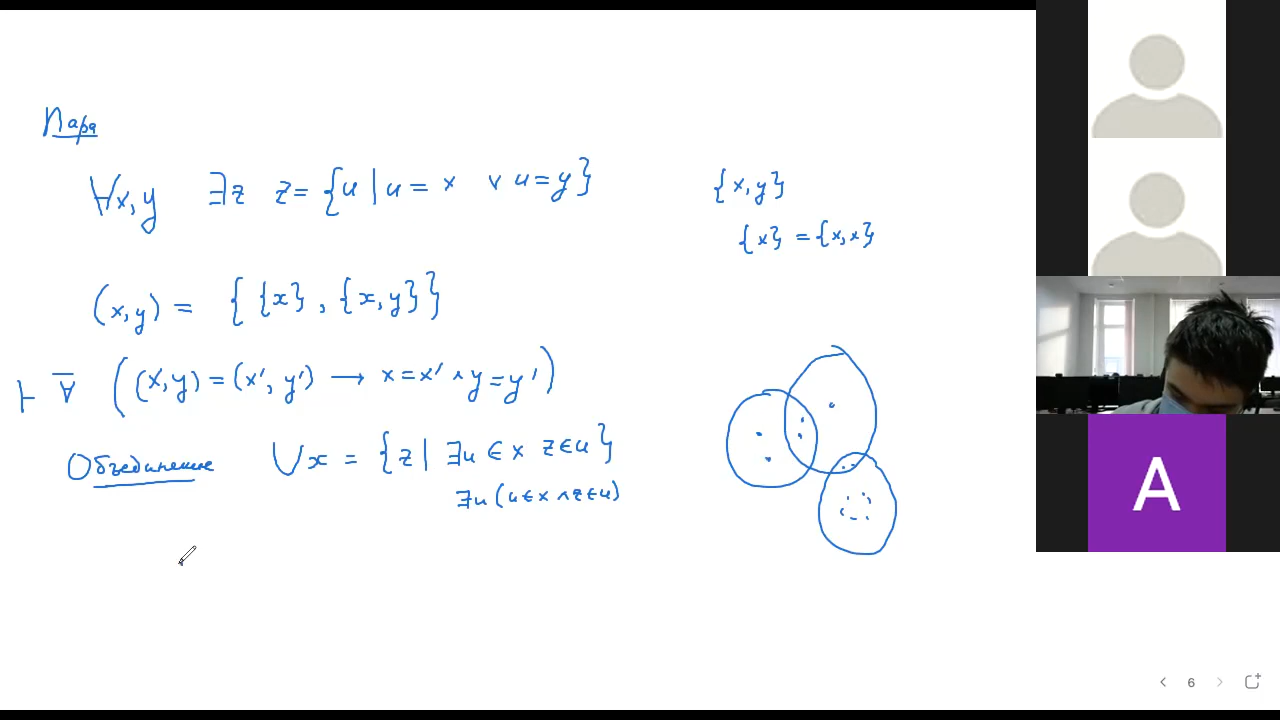 Пара
∀x,y ∃z z = {u | u = x ∨ u = y}
{x, y}
{x} = {x, x}
(x, y) = { {x} , {x, y} }
⊢ ∀̅ ((x, y) = (x', y') → x = x' ∧ y = y')
Объединение ⋃x = {z | ∃u ∈ x z ∈ u}
∃u (u ∈ x ∧ z ∈ u)
A
6